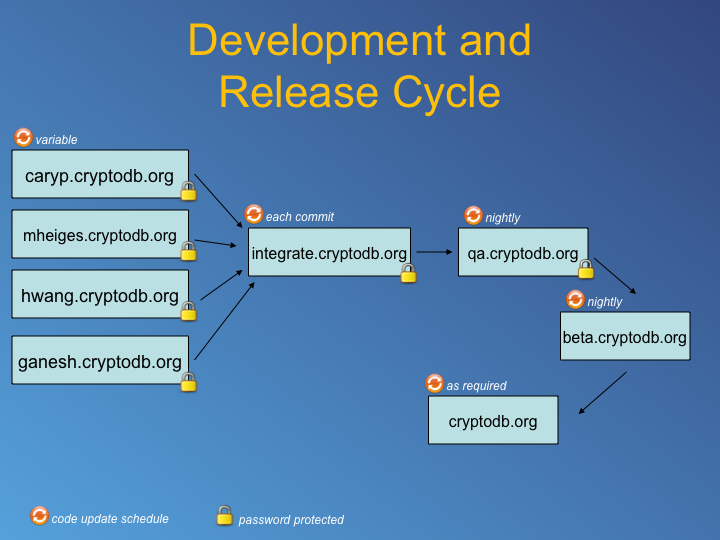 Development and
Release Cycle
variable
caryp.cryptodb.org
mheiges.cryptodb.org
hwang.cryptodb.org
ganesh.cryptodb.org
each commit
integrate.cryptodb.org
nightly
qa.cryptodb.org
nightly
beta.cryptodb.org
as required
cryptodb.org
code update schedule
password protected